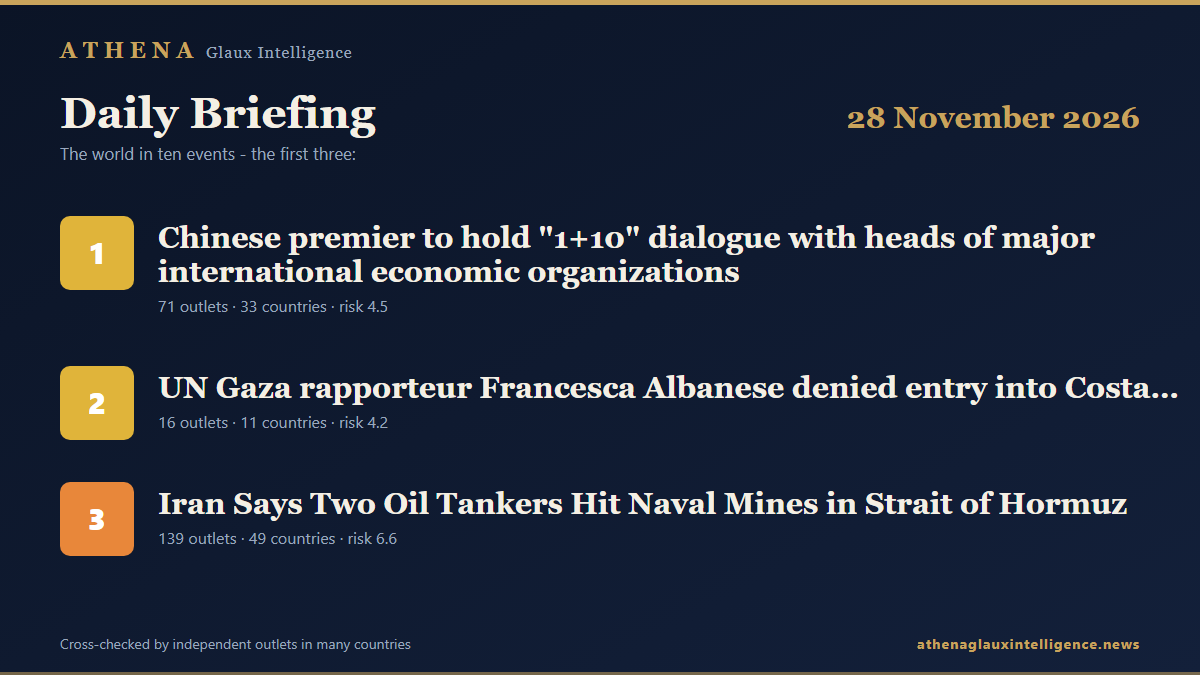 ATHENA Glaux Intelligence
Daily Briefing
28 November 2026
The world in ten events - the first three:
1
Chinese premier to hold "1+10" dialogue with heads of major
international economic organizations
71 outlets · 33 countries · risk 4.5
2
UN Gaza rapporteur Francesca Albanese denied entry into Costa...
16 outlets · 11 countries · risk 4.2
3
Iran Says Two Oil Tankers Hit Naval Mines in Strait of Hormuz
139 outlets · 49 countries · risk 6.6
Cross-checked by independent outlets in many countries
athenaglauxintelligence.news